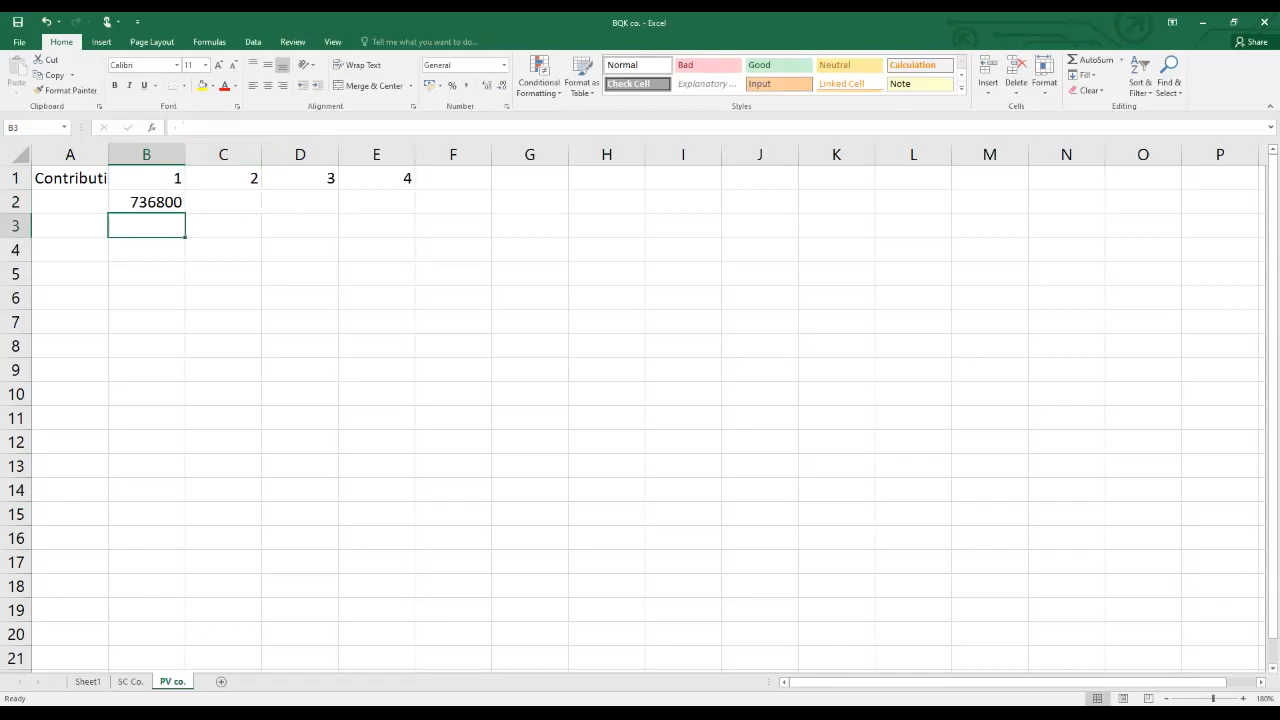 BQK co. - Excel
File Home Insert Page Layout Formulas Data Review View Tell me what you want to do... Share
Paste Cut Copy Format Painter Clipboard
Calibri 11 A A I U A Font
Wrap Text Merge & Center Alignment
General % Number
Conditional Formatting Format as Table
Normal Bad Good Neutral Calculation
Check Cell Explanatory ... Input Linked Cell Note
Styles
Insert Delete Format Cells
AutoSum Fill Clear Sort & Filter Find & Select Editing
B3 fx
A B C D E F G H I J K L M N O P
1 Contributi 1 2 3 4
2 736800
3
4
5
6
7
8
9
10
11
12
13
14
15
16
17
18
19
20
21
Sheet1 SC Co. PV co.
Ready 180%